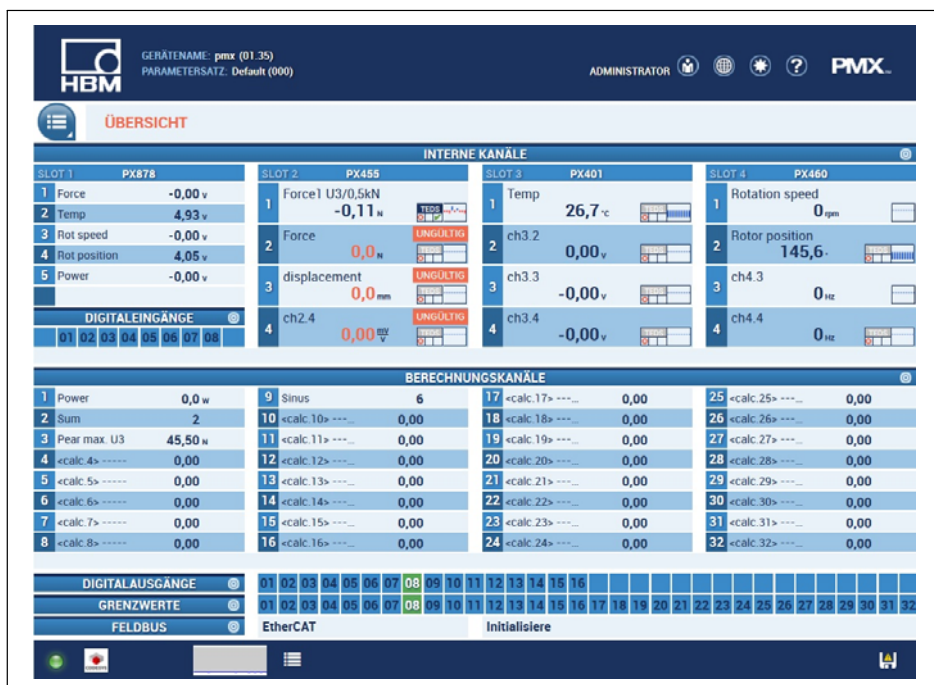 HBM
GERÄTENAME: pmx (01.35)
PARAMETERSATZ: Default (000)
ADMINISTRATOR
?
PMX
ÜBERSICHT
INTERNE KANÄLE
SLOT 1 PX878
1 Force -0,00 v
2 Temp 4,93 v
3 Rot speed -0,00 v
4 Rot position 4,05 v
5 Power -0,00 v
DIGITALEINGÄNGE
01 02 03 04 05 06 07 08
SLOT 2 PX455
1 Force1 U3/0,5kN
-0,11 N TEDS
2 Force UNGÜLTIG
0,0 N TEDS
3 displacement UNGÜLTIG
0,0 mm TEDS
4 ch2.4 UNGÜLTIG
0,00 mV/V TEDS
SLOT 3 PX401
1 Temp
26,7 °c TEDS
2 ch3.2
0,00 v TEDS
3 ch3.3
-0,00 v TEDS
4 ch3.4
-0,00 v TEDS
SLOT 4 PX460
1 Rotation speed
0 rpm
2 Rotor position
145,6 TEDS
3 ch4.3
0 Hz
4 ch4.4
0 Hz TEDS
BERECHNUNGSKANÄLE
1 Power 0,0 w
2 Sum 2
3 Pear max. U3 45,50 N
4 <calc.4> ----- 0,00
5 <calc.5> ----- 0,00
6 <calc.6> ----- 0,00
7 <calc.7> ----- 0,00
8 <calc.8> ----- 0,00
9 Sinus 6
10 <calc.10> ---... 0,00
11 <calc.11> ---... 0,00
12 <calc.12> ---... 0,00
13 <calc.13> ---... 0,00
14 <calc.14> ---... 0,00
15 <calc.15> ---... 0,00
16 <calc.16> ---... 0,00
17 <calc.17> ---... 0,00
18 <calc.18> ---... 0,00
19 <calc.19> ---... 0,00
20 <calc.20> ---... 0,00
21 <calc.21> ---... 0,00
22 <calc.22> ---... 0,00
23 <calc.23> ---... 0,00
24 <calc.24> ---... 0,00
25 <calc.25> ---... 0,00
26 <calc.26> ---... 0,00
27 <calc.27> ---... 0,00
28 <calc.28> ---... 0,00
29 <calc.29> ---... 0,00
30 <calc.30> ---... 0,00
31 <calc.31> ---... 0,00
32 <calc.32> ---... 0,00
DIGITALAUSGÄNGE 01 02 03 04 05 06 07 08 09 10 11 12 13 14 15 16
GRENZWERTE 01 02 03 04 05 06 07 08 09 10 11 12 13 14 15 16 17 18 19 20 21 22 23 24 25 26 27 28 29 30 31 32
FELDBUS EtherCAT Initialisiere